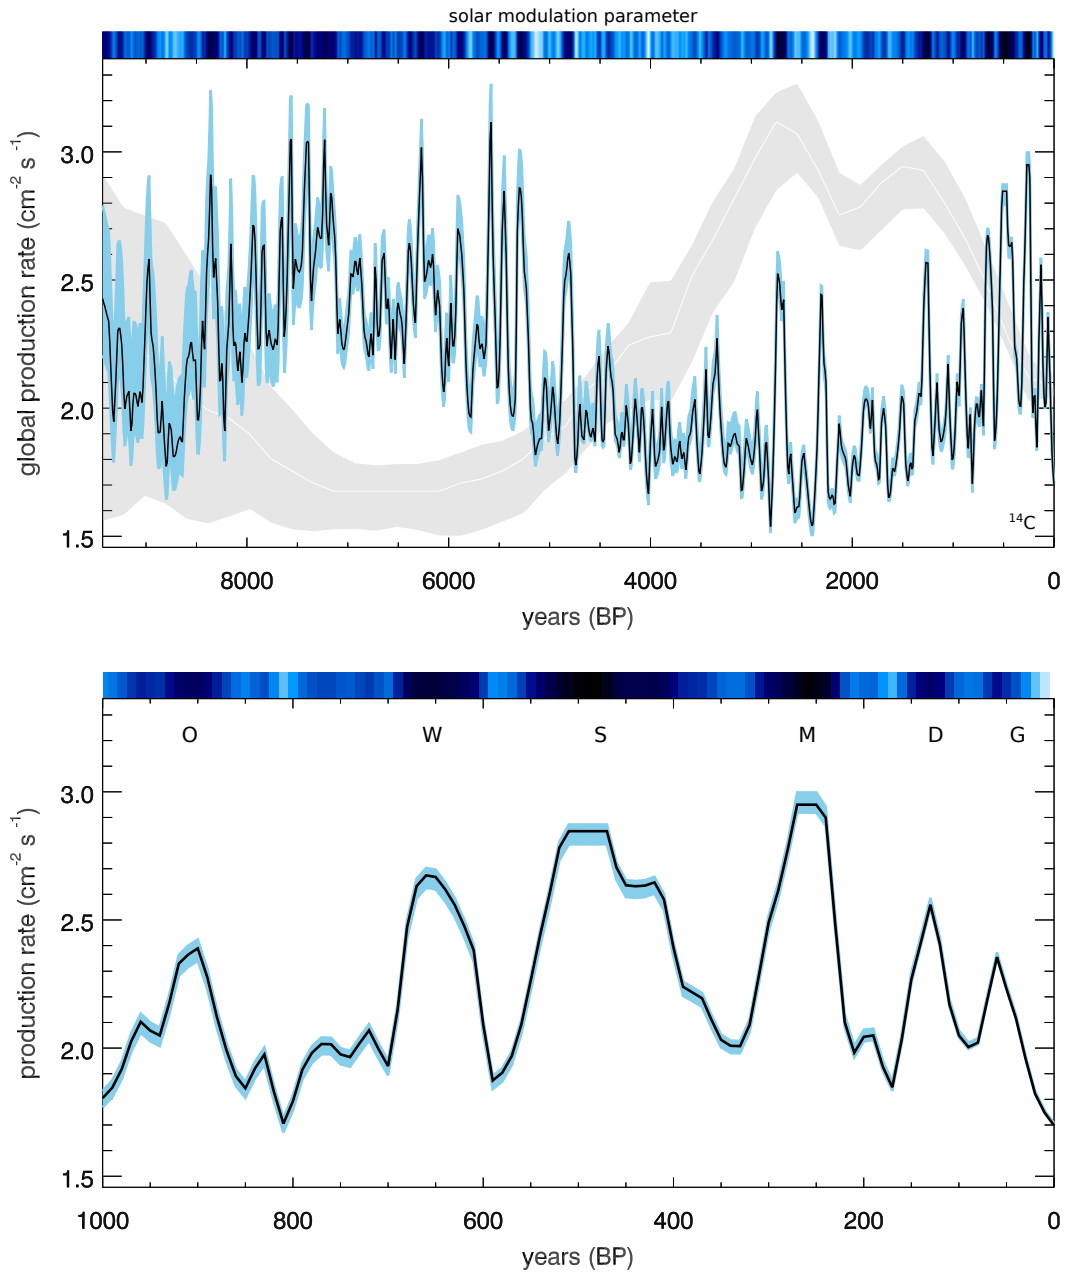 solar modulation parameter
global production rate (cm⁻² s⁻¹)
3.0
2.5
2.0
1.5
¹⁴C
8000 6000 4000 2000 0
years (BP)
O W S M D G
production rate (cm⁻² s⁻¹)
3.0
2.5
2.0
1.5
1000 800 600 400 200 0
years (BP)